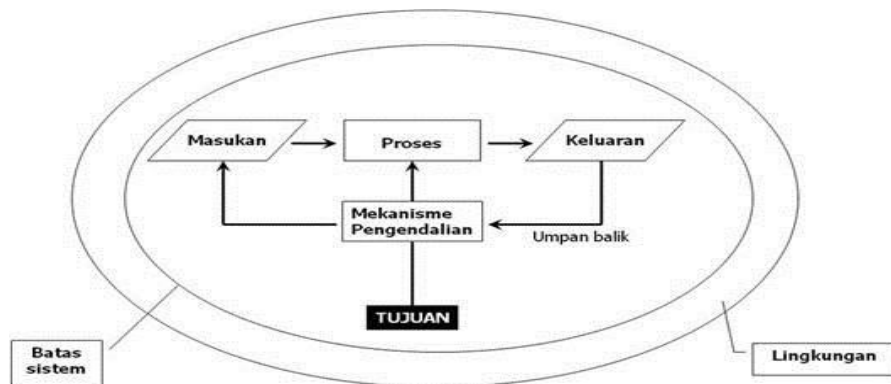 Masukan
Proses
Keluaran
Mekanisme
Pengendalian
Umpan balik
TUJUAN
Batas
sistem
Lingkungan